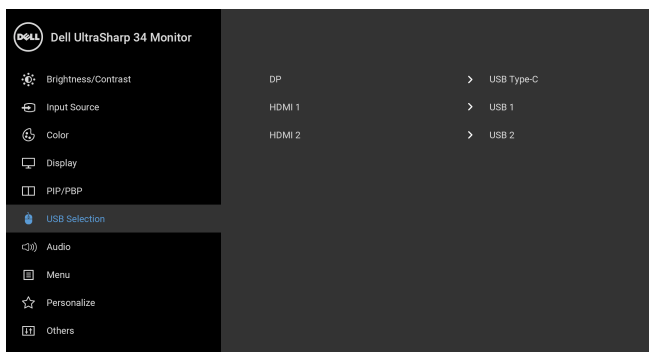 DELL Dell UltraSharp 34 Monitor
Brightness/Contrast
Input Source
Color
Display
PIP/PBP
USB Selection
Audio
Menu
Personalize
Others
DP > USB Type-C
HDMI 1 > USB 1
HDMI 2 > USB 2